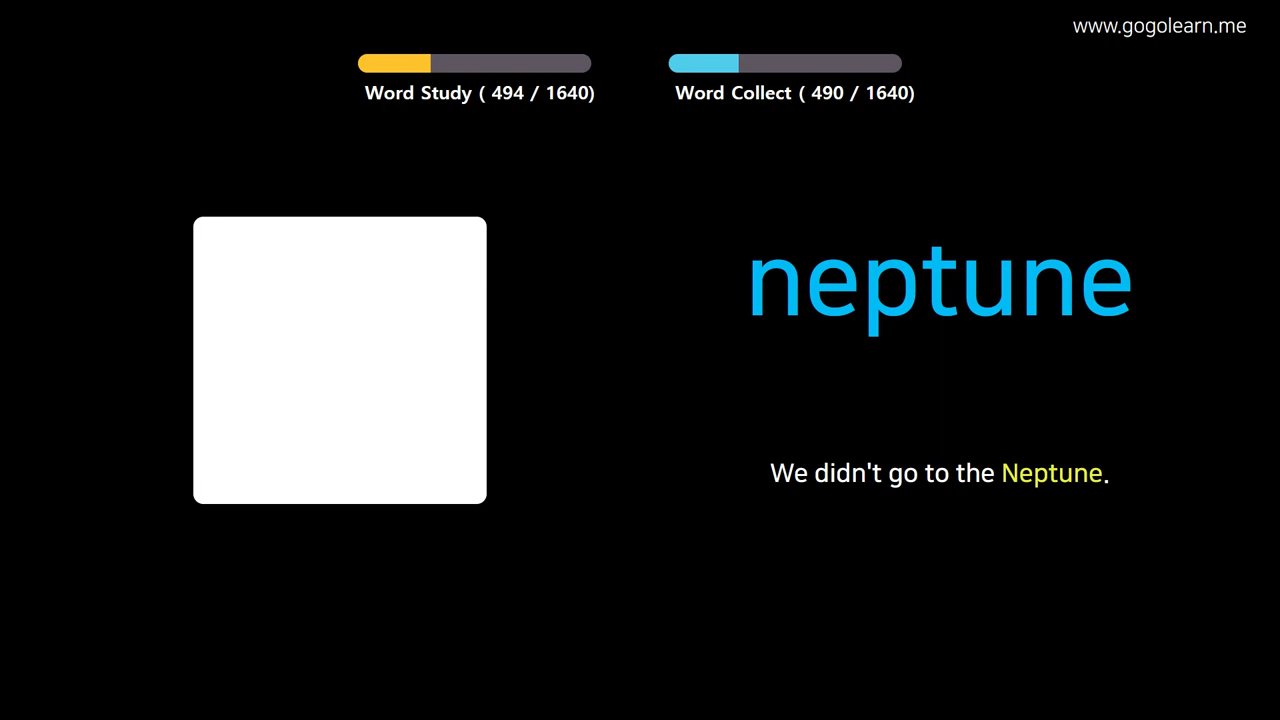 www.gogolearn.me
Word Study ( 494 / 1640)
Word Collect ( 490 / 1640)
neptune
We didn't go to the Neptune.